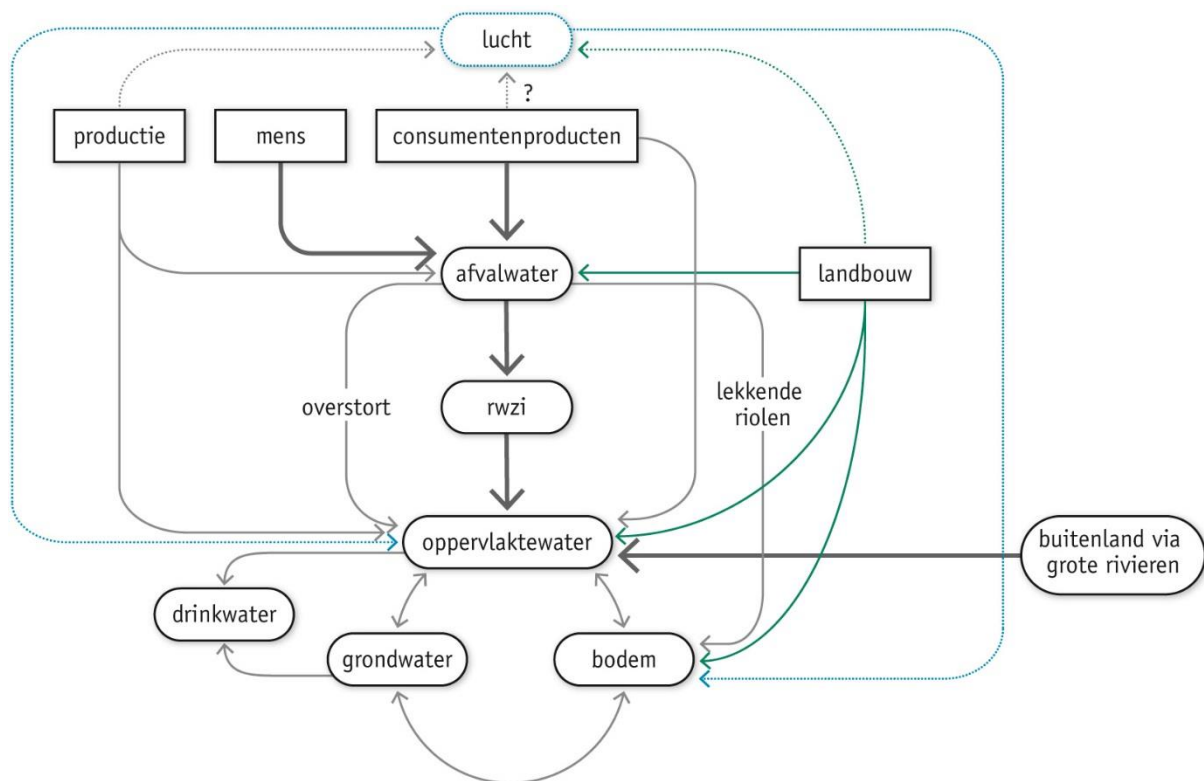 lucht
?
productie
mens
consumentenproducten
afvalwater
landbouw
overstort
rwzi
lekkende
riolen
oppervlaktewater
buitenland via
grote rivieren
drinkwater
grondwater
bodem